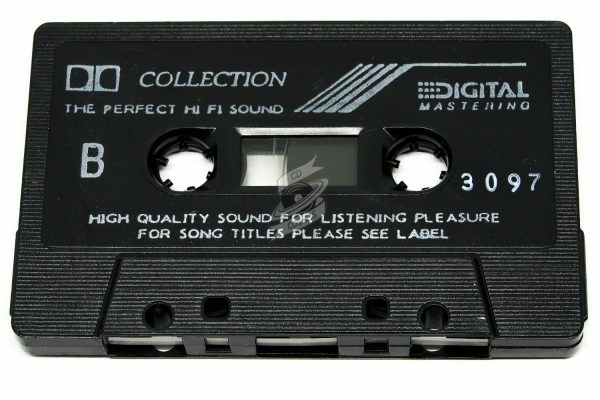 COLLECTION
THE PERFECT HI FI SOUND
DIGITAL
MASTERING
B
3097
HIGH QUALITY SOUND FOR LISTENING PLEASURE
FOR SONG TITLES PLEASE SEE LABEL
CD